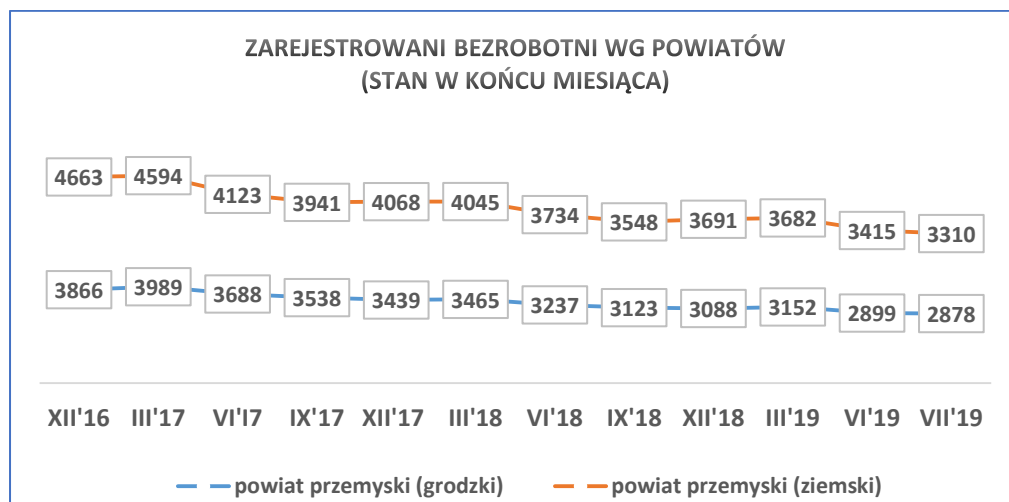 ZAREJESTROWANI BEZROBOTNI WG POWIATÓW
(STAN W KOŃCU MIESIĄCA)
4663 4594 4123 3941 4068 4045 3734 3548 3691 3682 3415 3310
3866 3989 3688 3538 3439 3465 3237 3123 3088 3152 2899 2878
XII'16 III'17 VI'I7 IX'17 XII'17 III'18 VI'18 IX'18 XII'18 III'19 VI'19 VII'19
powiat przemyski (grodzki) powiat przemyski (ziemski)